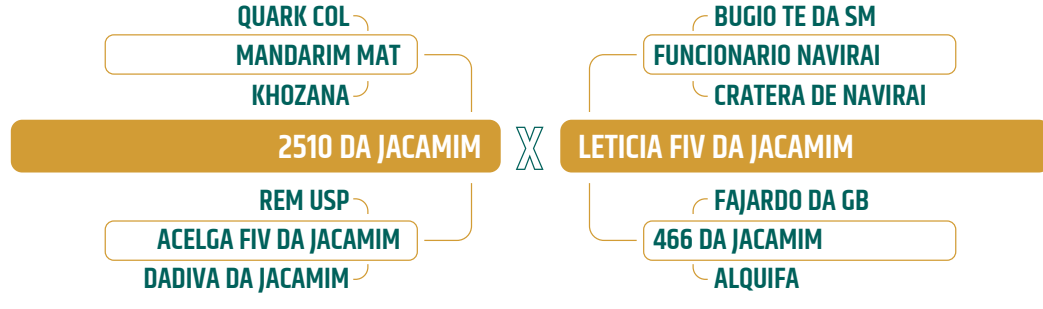 QUARK COL
MANDARIM MAT
KHOZANA
2510 DA JACAMIM
REM USP
ACELGA FIV DA JACAMIM
DADIVA DA JACAMIM
X
BUGIO TE DA SM
FUNCIONARIO NAVIRAI
CRATERA DE NAVIRAI
LETICIA FIV DA JACAMIM
FAJARDO DA GB
466 DA JACAMIM
ALQUIFA